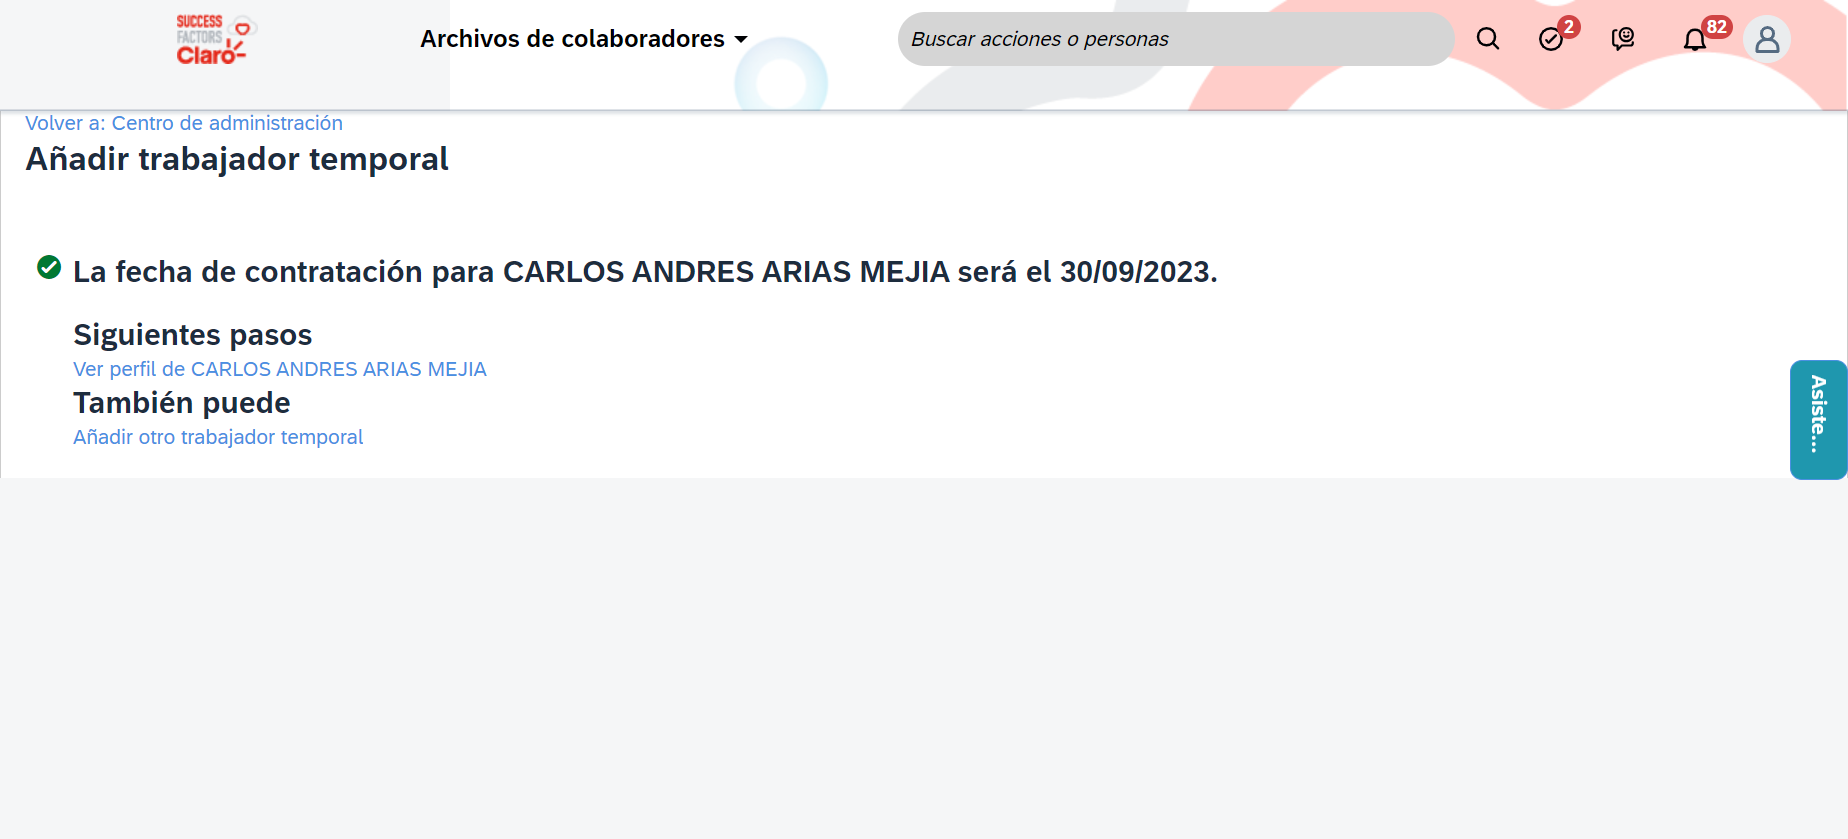 SUCCESS
FACTORS
Claro
Archivos de colaboradores
Buscar acciones o personas
2
82
Volver a: Centro de administración
Añadir trabajador temporal
La fecha de contratación para CARLOS ANDRES ARIAS MEJIA será el 30/09/2023.
Siguientes pasos
Ver perfil de CARLOS ANDRES ARIAS MEJIA
También puede
Añadir otro trabajador temporal
Asiste...